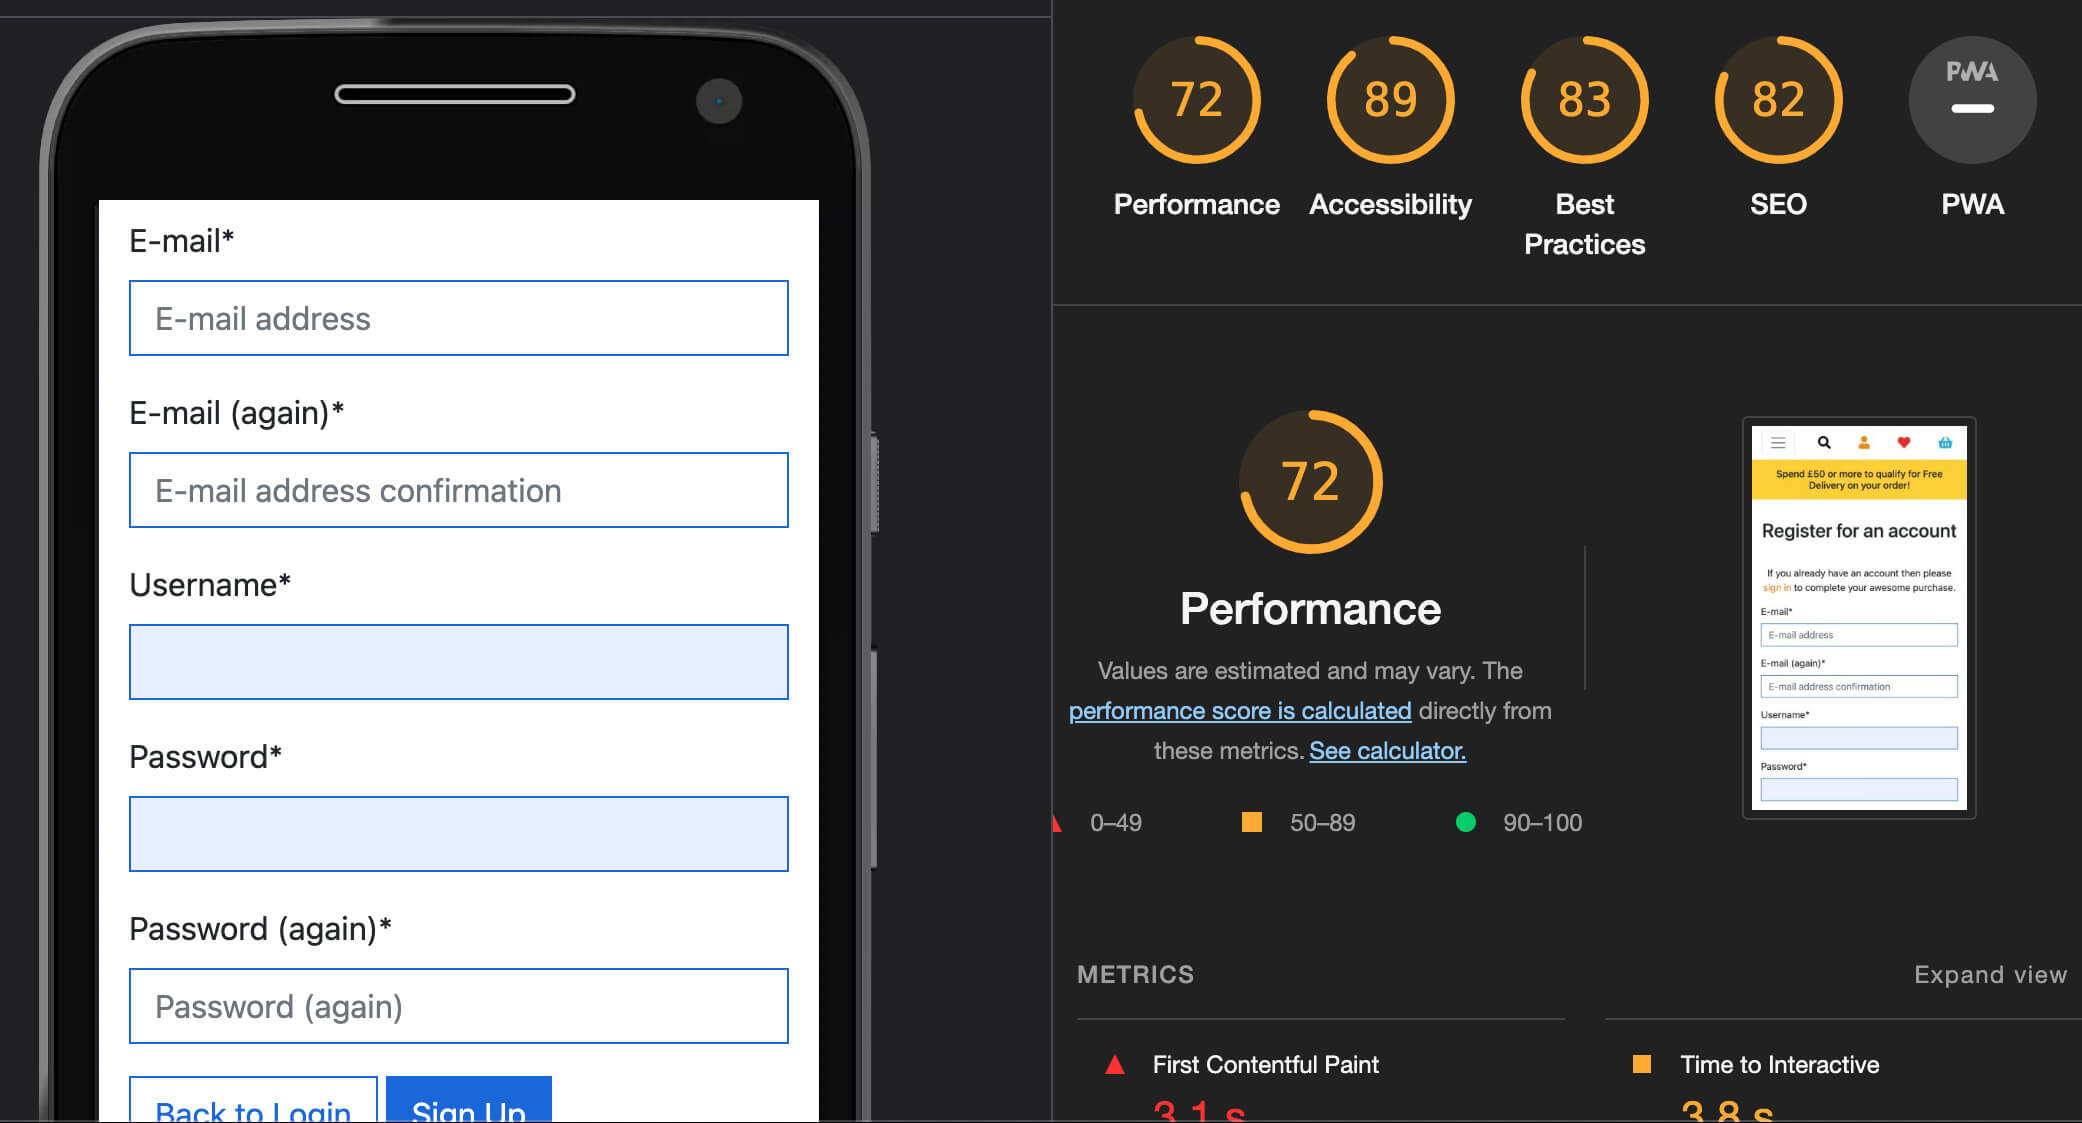 E-mail*
E-mail address
E-mail (again)*
E-mail address confirmation
Username*
Password*
Password (again)*
Password (again)
Back to Login
Sign Up
72
89
83
82
PWA
Performance
Accessibility
Best
Practices
SEO
PWA
72
Performance
Values are estimated and may vary. The
performance score is calculated directly from
these metrics. See calculator.
0–49
50–89
90–100
Spend £50 or more to qualify for Free
Delivery on your order!
Register for an account
If you already have an account then please
sign in to complete your awesome purchase.
E-mail*
E-mail address
E-mail (again)*
E-mail address confirmation
Username*
Password*
METRICS
Expand view
First Contentful Paint
3.1 s
Time to Interactive
3.8 s